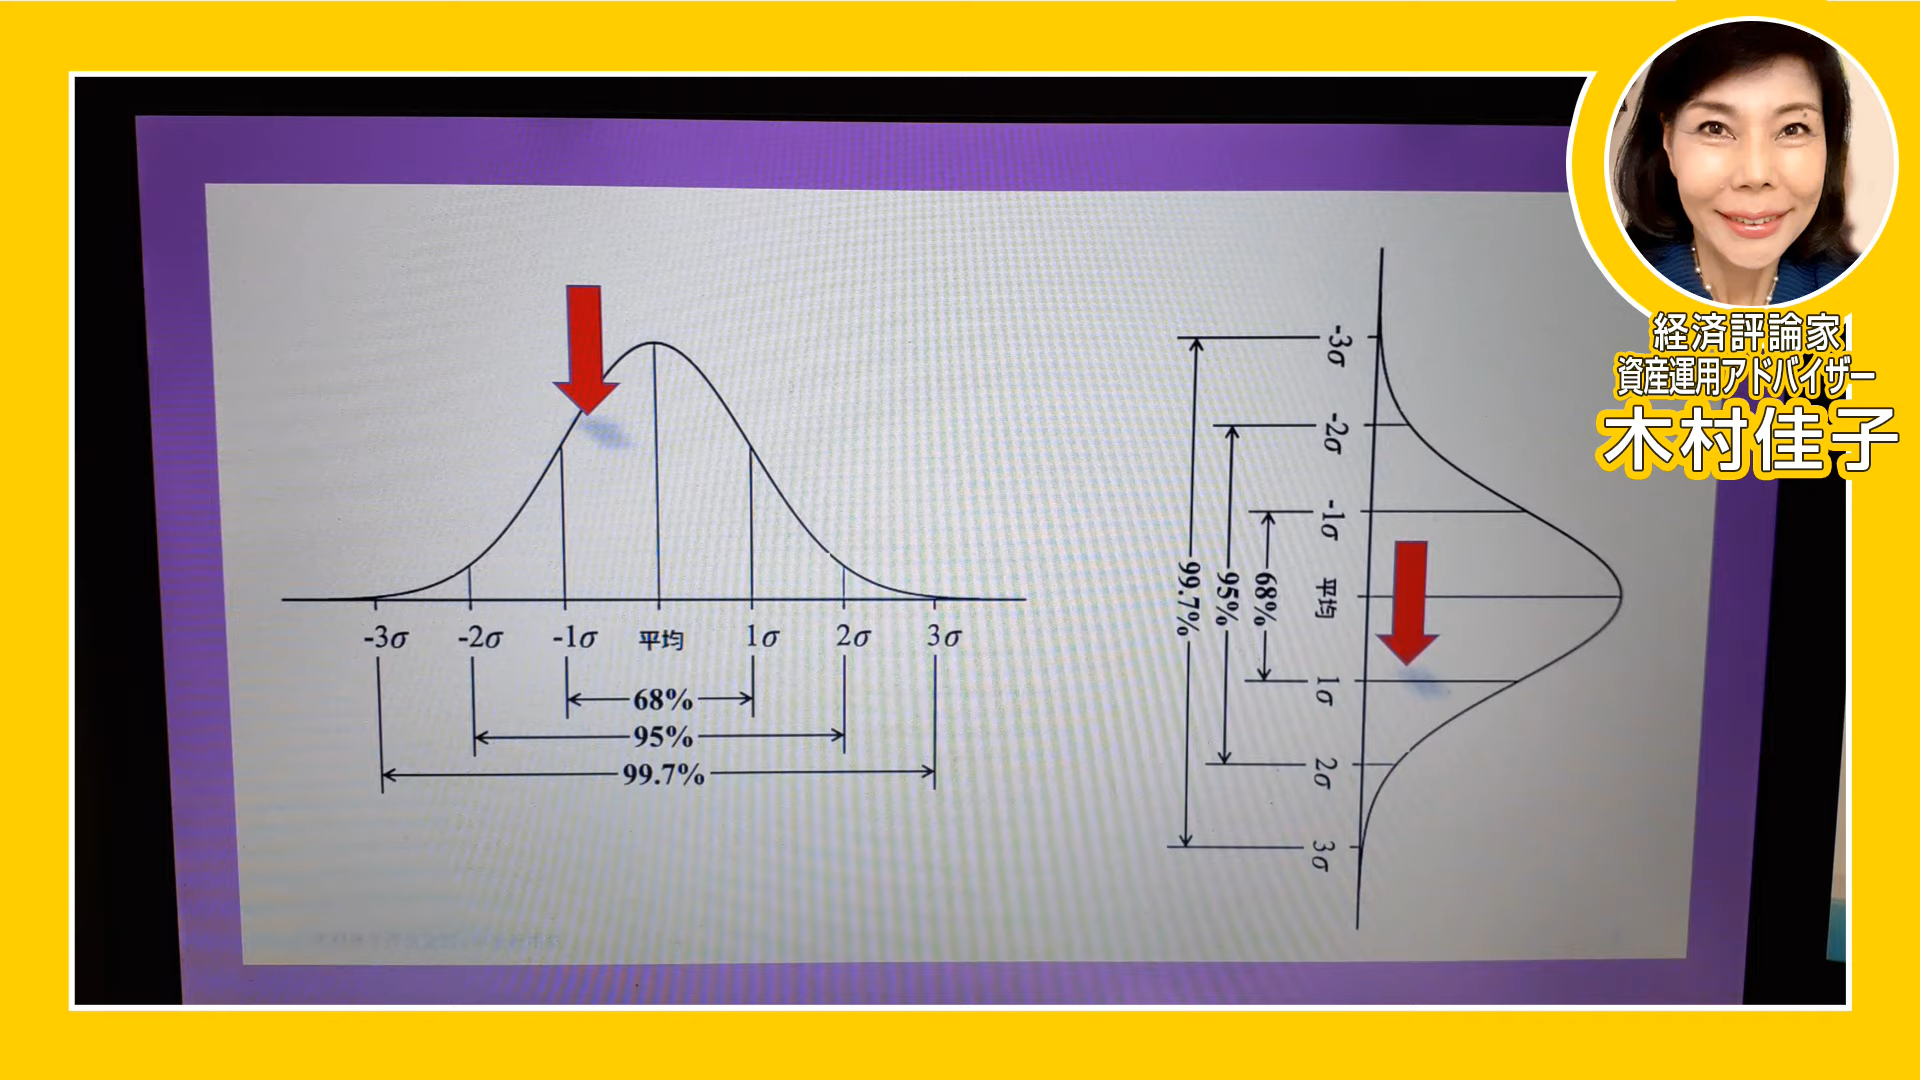 経済評論家
資産運用アドバイザー
木村佳子
-3σ -2σ -1σ 平均 1σ 2σ 3σ
68%
95%
99.7%
-3σ
-2σ
-1σ
平均
1σ
2σ
3σ
68%
95%
99.7%